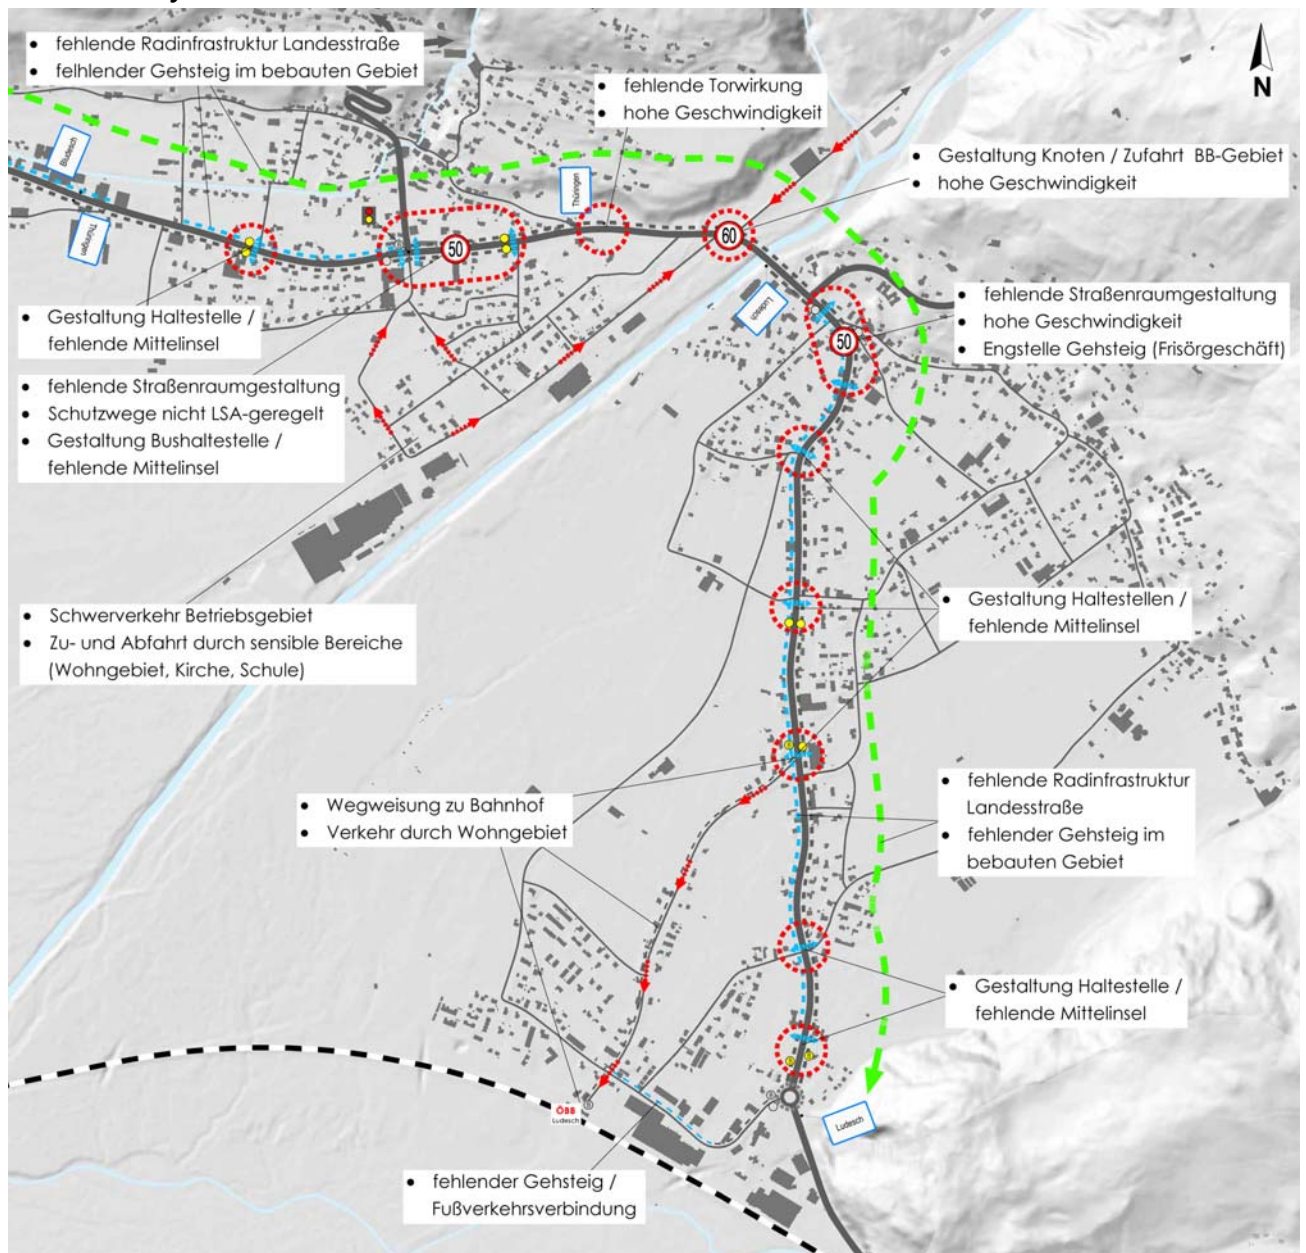 • fehlende Radinfrastruktur Landesstraße
• felhlender Gehsteig im bebauten Gebiet
• fehlende Torwirkung
• hohe Geschwindigkeit
N
• Gestaltung Knoten / Zufahrt BB-Gebiet
• hohe Geschwindigkeit
Bludesch
Thüringen
Thüringen
50
60
Ludesch
• Gestaltung Haltestelle /
fehlende Mittelinsel
• fehlende Straßenraumgestaltung
• hohe Geschwindigkeit
• Engstelle Gehsteig (Frisörgeschäft)
50
• fehlende Straßenraumgestaltung
• Schutzwege nicht LSA-geregelt
• Gestaltung Bushaltestelle /
fehlende Mittelinsel
• Schwerverkehr Betriebsgebiet
• Zu- und Abfahrt durch sensible Bereiche
(Wohngebiet, Kirche, Schule)
• Gestaltung Haltestellen /
fehlende Mittelinsel
• Wegweisung zu Bahnhof
• Verkehr durch Wohngebiet
• fehlende Radinfrastruktur
Landesstraße
• fehlender Gehsteig im
bebauten Gebiet
• Gestaltung Haltestelle /
fehlende Mittelinsel
ÖBB
Ludesch
Ludesch
• fehlender Gehsteig /
Fußverkehrsverbindung